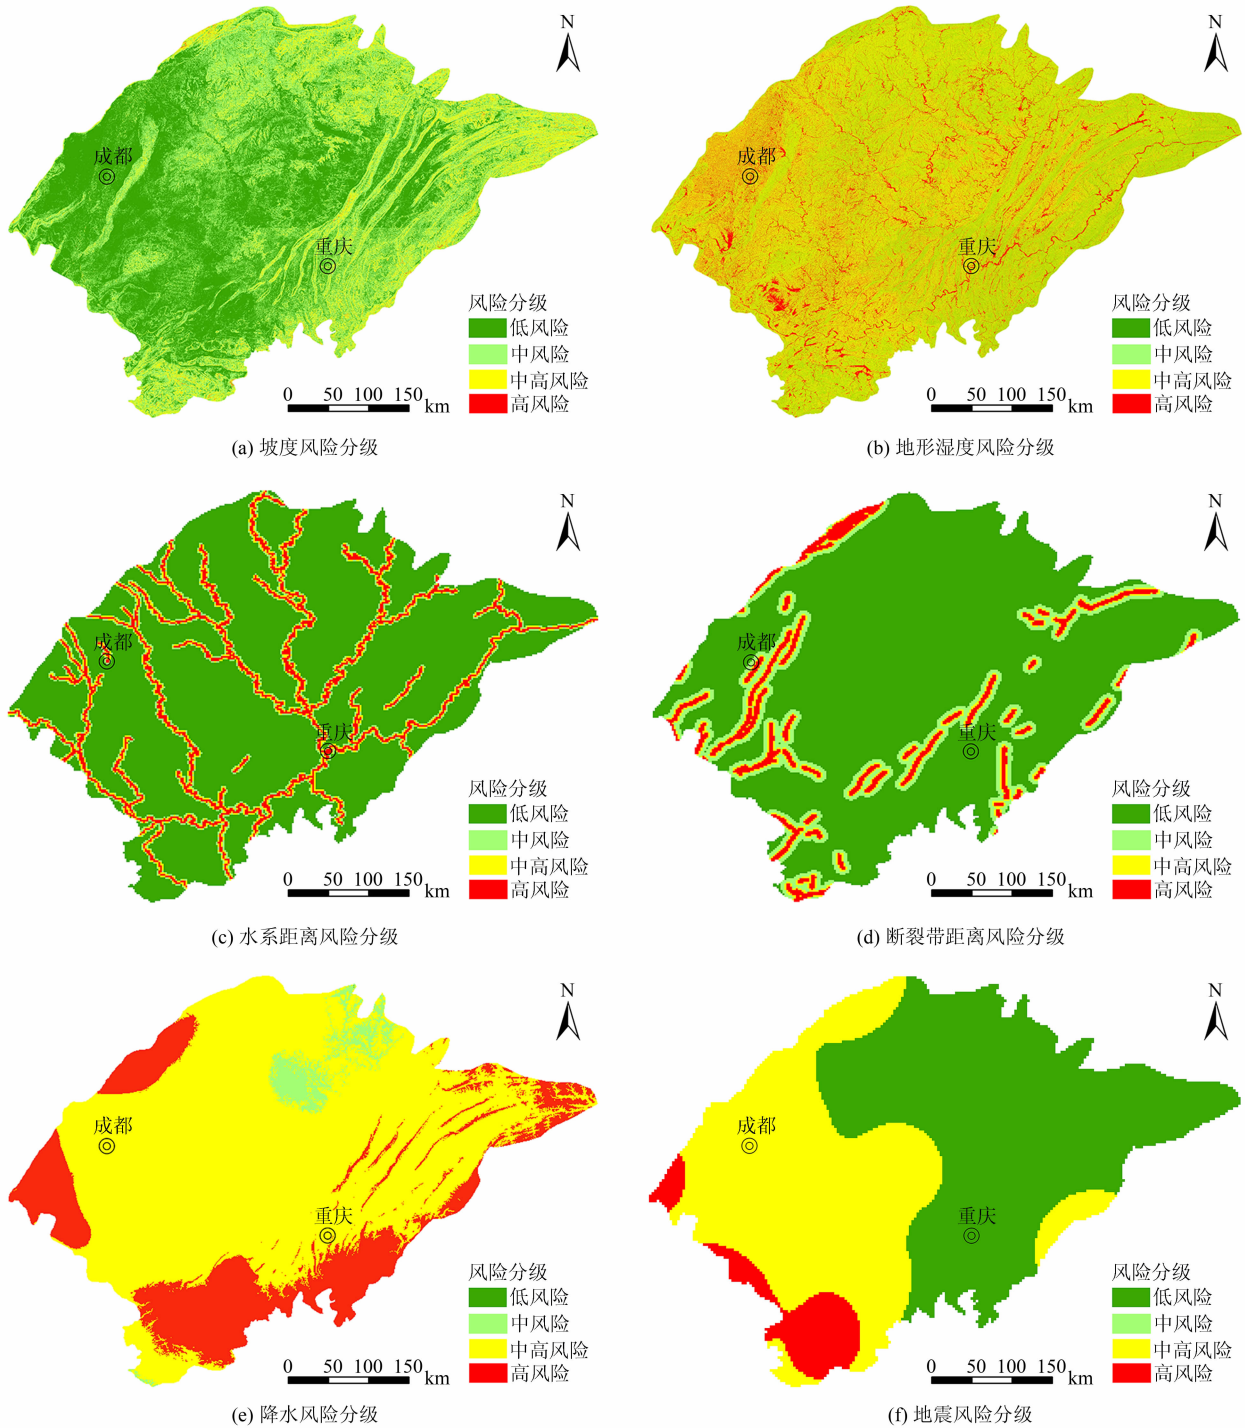 N
成都
重庆
风险分级
低风险
中风险
中高风险
高风险
0 50 100 150 km
(a) 坡度风险分级
N
成都
重庆
风险分级
低风险
中风险
中高风险
高风险
0 50 100 150 km
(b) 地形湿度风险分级
N
成都
重庆
风险分级
低风险
中风险
中高风险
高风险
0 50 100 150 km
(c) 水系距离风险分级
N
成都
重庆
风险分级
低风险
中风险
中高风险
高风险
0 50 100 150 km
(d) 断裂带距离风险分级
N
成都
重庆
风险分级
低风险
中风险
中高风险
高风险
0 50 100 150 km
(e) 降水风险分级
N
成都
重庆
风险分级
低风险
中风险
中高风险
高风险
0 50 100 150 km
(f) 地震风险分级